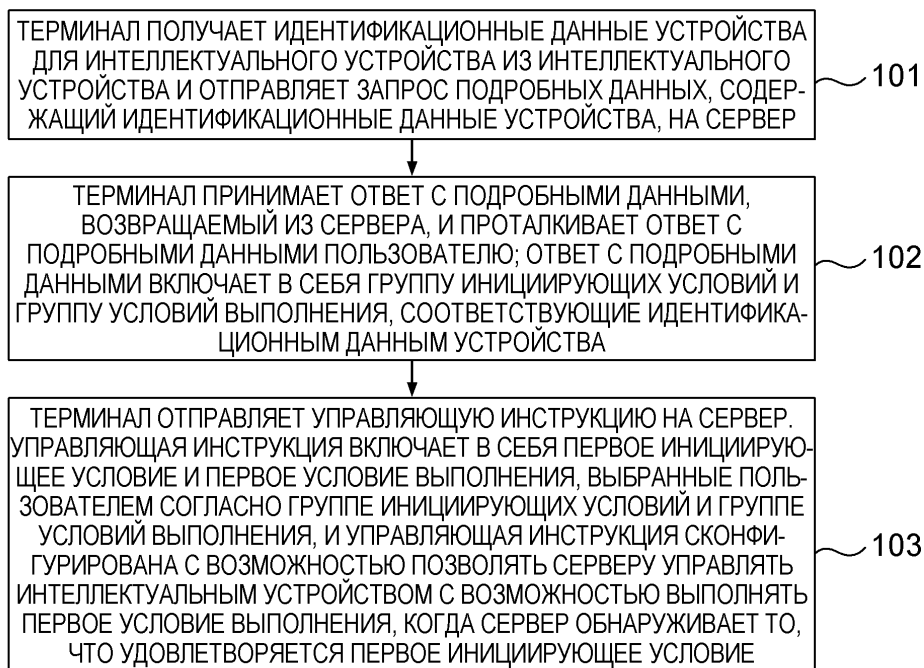 ТЕРМИНАЛ ПОЛУЧАЕТ ИДЕНТИФИКАЦИОННЫЕ ДАННЫЕ УСТРОЙСТВА
ДЛЯ ИНТЕЛЛЕКТУАЛЬНОГО УСТРОЙСТВА ИЗ ИНТЕЛЛЕКТУАЛЬНОГО
УСТРОЙСТВА И ОТПРАВЛЯЕТ ЗАПРОС ПОДРОБНЫХ ДАННЫХ, СОДЕР-
ЖАЩИЙ ИДЕНТИФИКАЦИОННЫЕ ДАННЫЕ УСТРОЙСТВА, НА СЕРВЕР
101
ТЕРМИНАЛ ПРИНИМАЕТ ОТВЕТ С ПОДРОБНЫМИ ДАННЫМИ,
ВОЗВРАЩАЕМЫЙ ИЗ СЕРВЕРА, И ПРОТАЛКИВАЕТ ОТВЕТ С
ПОДРОБНЫМИ ДАННЫМИ ПОЛЬЗОВАТЕЛЮ; ОТВЕТ С ПОДРОБНЫМИ
ДАННЫМИ ВКЛЮЧАЕТ В СЕБЯ ГРУППУ ИНИЦИИРУЮЩИХ УСЛОВИЙ И
ГРУППУ УСЛОВИЙ ВЫПОЛНЕНИЯ, СООТВЕТСТВУЮЩИЕ ИДЕНТИФИКА-
ЦИОННЫМ ДАННЫМ УСТРОЙСТВА
102
ТЕРМИНАЛ ОТПРАВЛЯЕТ УПРАВЛЯЮЩУЮ ИНСТРУКЦИЮ НА СЕРВЕР.
УПРАВЛЯЮЩАЯ ИНСТРУКЦИЯ ВКЛЮЧАЕТ В СЕБЯ ПЕРВОЕ ИНИЦИИРУЮ-
ЩЕЕ УСЛОВИЕ И ПЕРВОЕ УСЛОВИЕ ВЫПОЛНЕНИЯ, ВЫБРАННЫЕ ПОЛЬ-
ЗОВАТЕЛЕМ СОГЛАСНО ГРУППЕ ИНИЦИИРУЮЩИХ УСЛОВИЙ И ГРУППЕ
УСЛОВИЙ ВЫПОЛНЕНИЯ, И УПРАВЛЯЮЩАЯ ИНСТРУКЦИЯ СКОНФИ-
ГУРИРОВАНА С ВОЗМОЖНОСТЬЮ ПОЗВОЛЯТЬ СЕРВЕРУ УПРАВЛЯТЬ
ИНТЕЛЛЕКТУАЛЬНЫМ УСТРОЙСТВОМ С ВОЗМОЖНОСТЬЮ ВЫПОЛНЯТЬ
ПЕРВОЕ УСЛОВИЕ ВЫПОЛНЕНИЯ, КОГДА СЕРВЕР ОБНАРУЖИВАЕТ ТО,
ЧТО УДОВЛЕТВОРЯЕТСЯ ПЕРВОЕ ИНИЦИИРУЮЩЕЕ УСЛОВИЕ
103